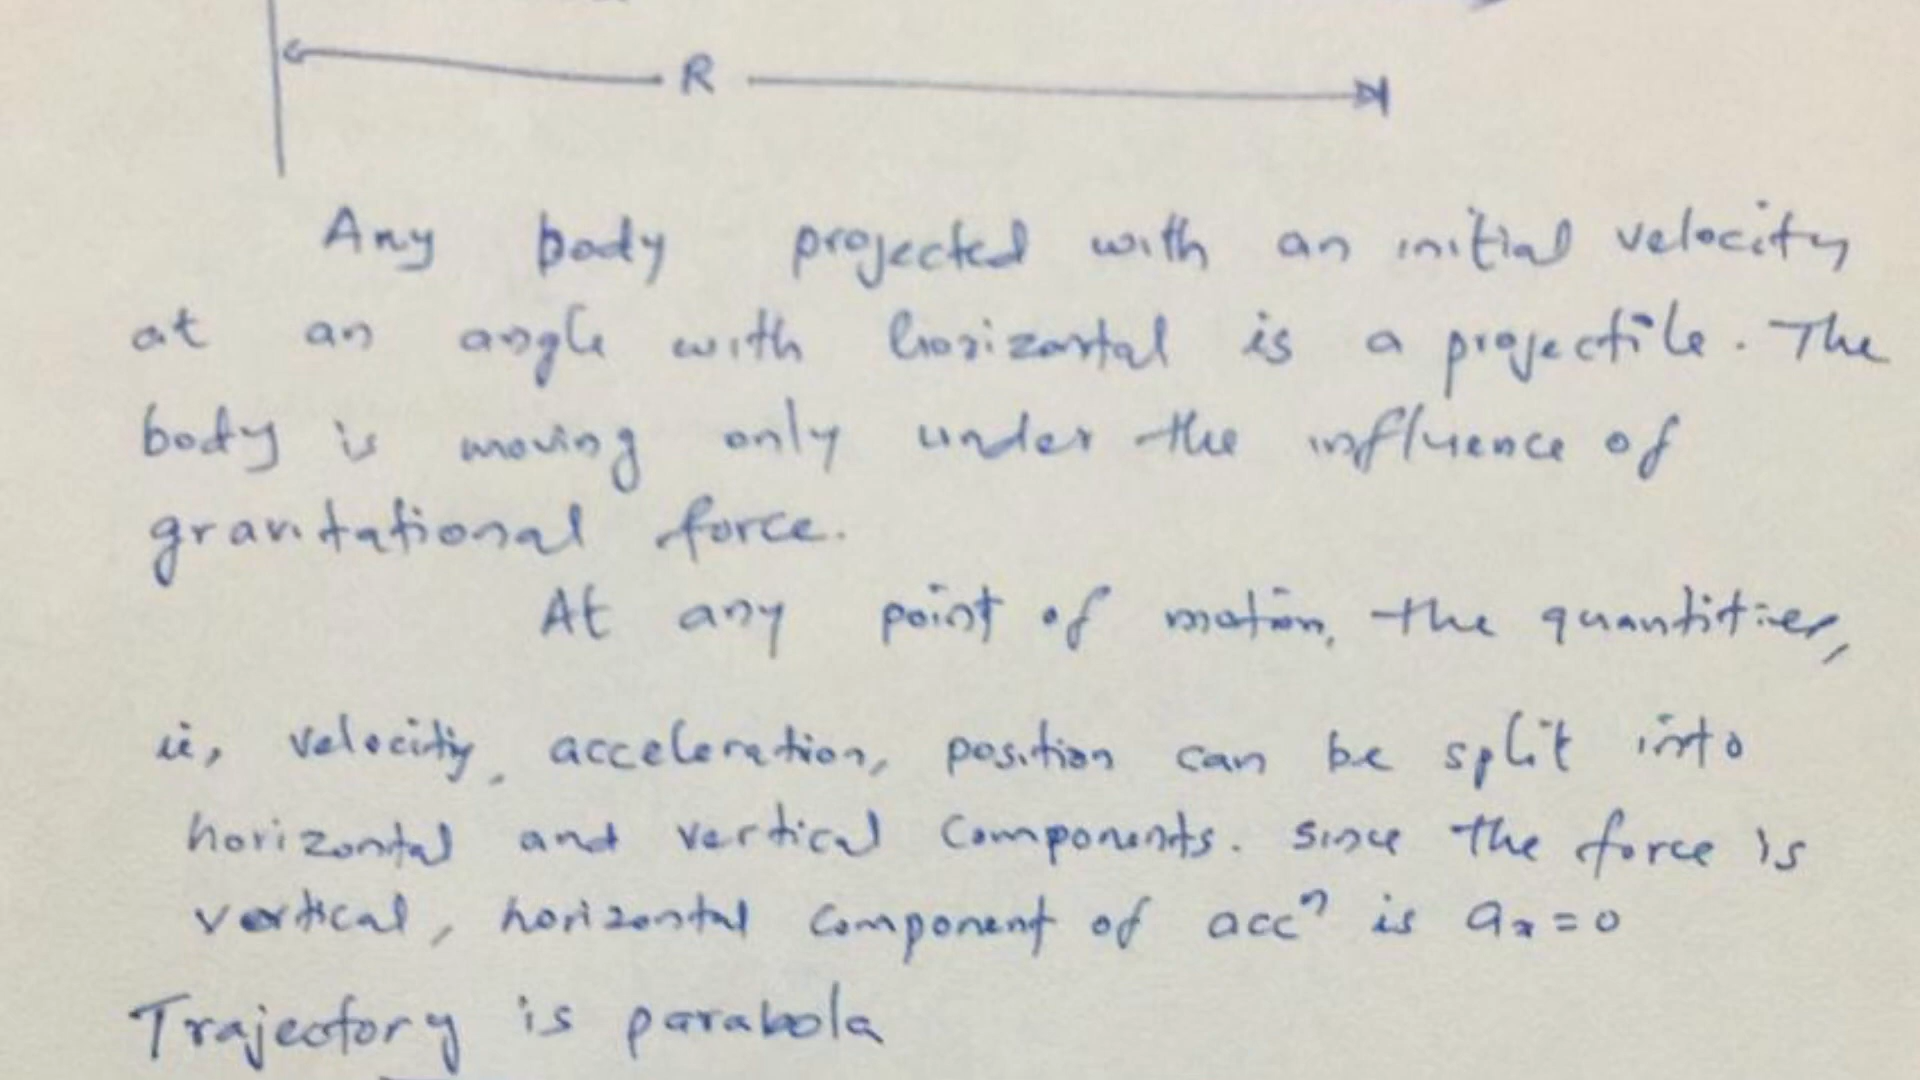 R
Any body projected with an initial velocity
at an angle with horizontal is a projectile. The
body is moving only under the influence of
gravitational force.
At any point of motion, the quantities,
ie, velocity, acceleration, position can be split into
horizontal and vertical components. Since the force is
vertical, horizontal component of accⁿ is aₓ=0
Trajectory is parabola